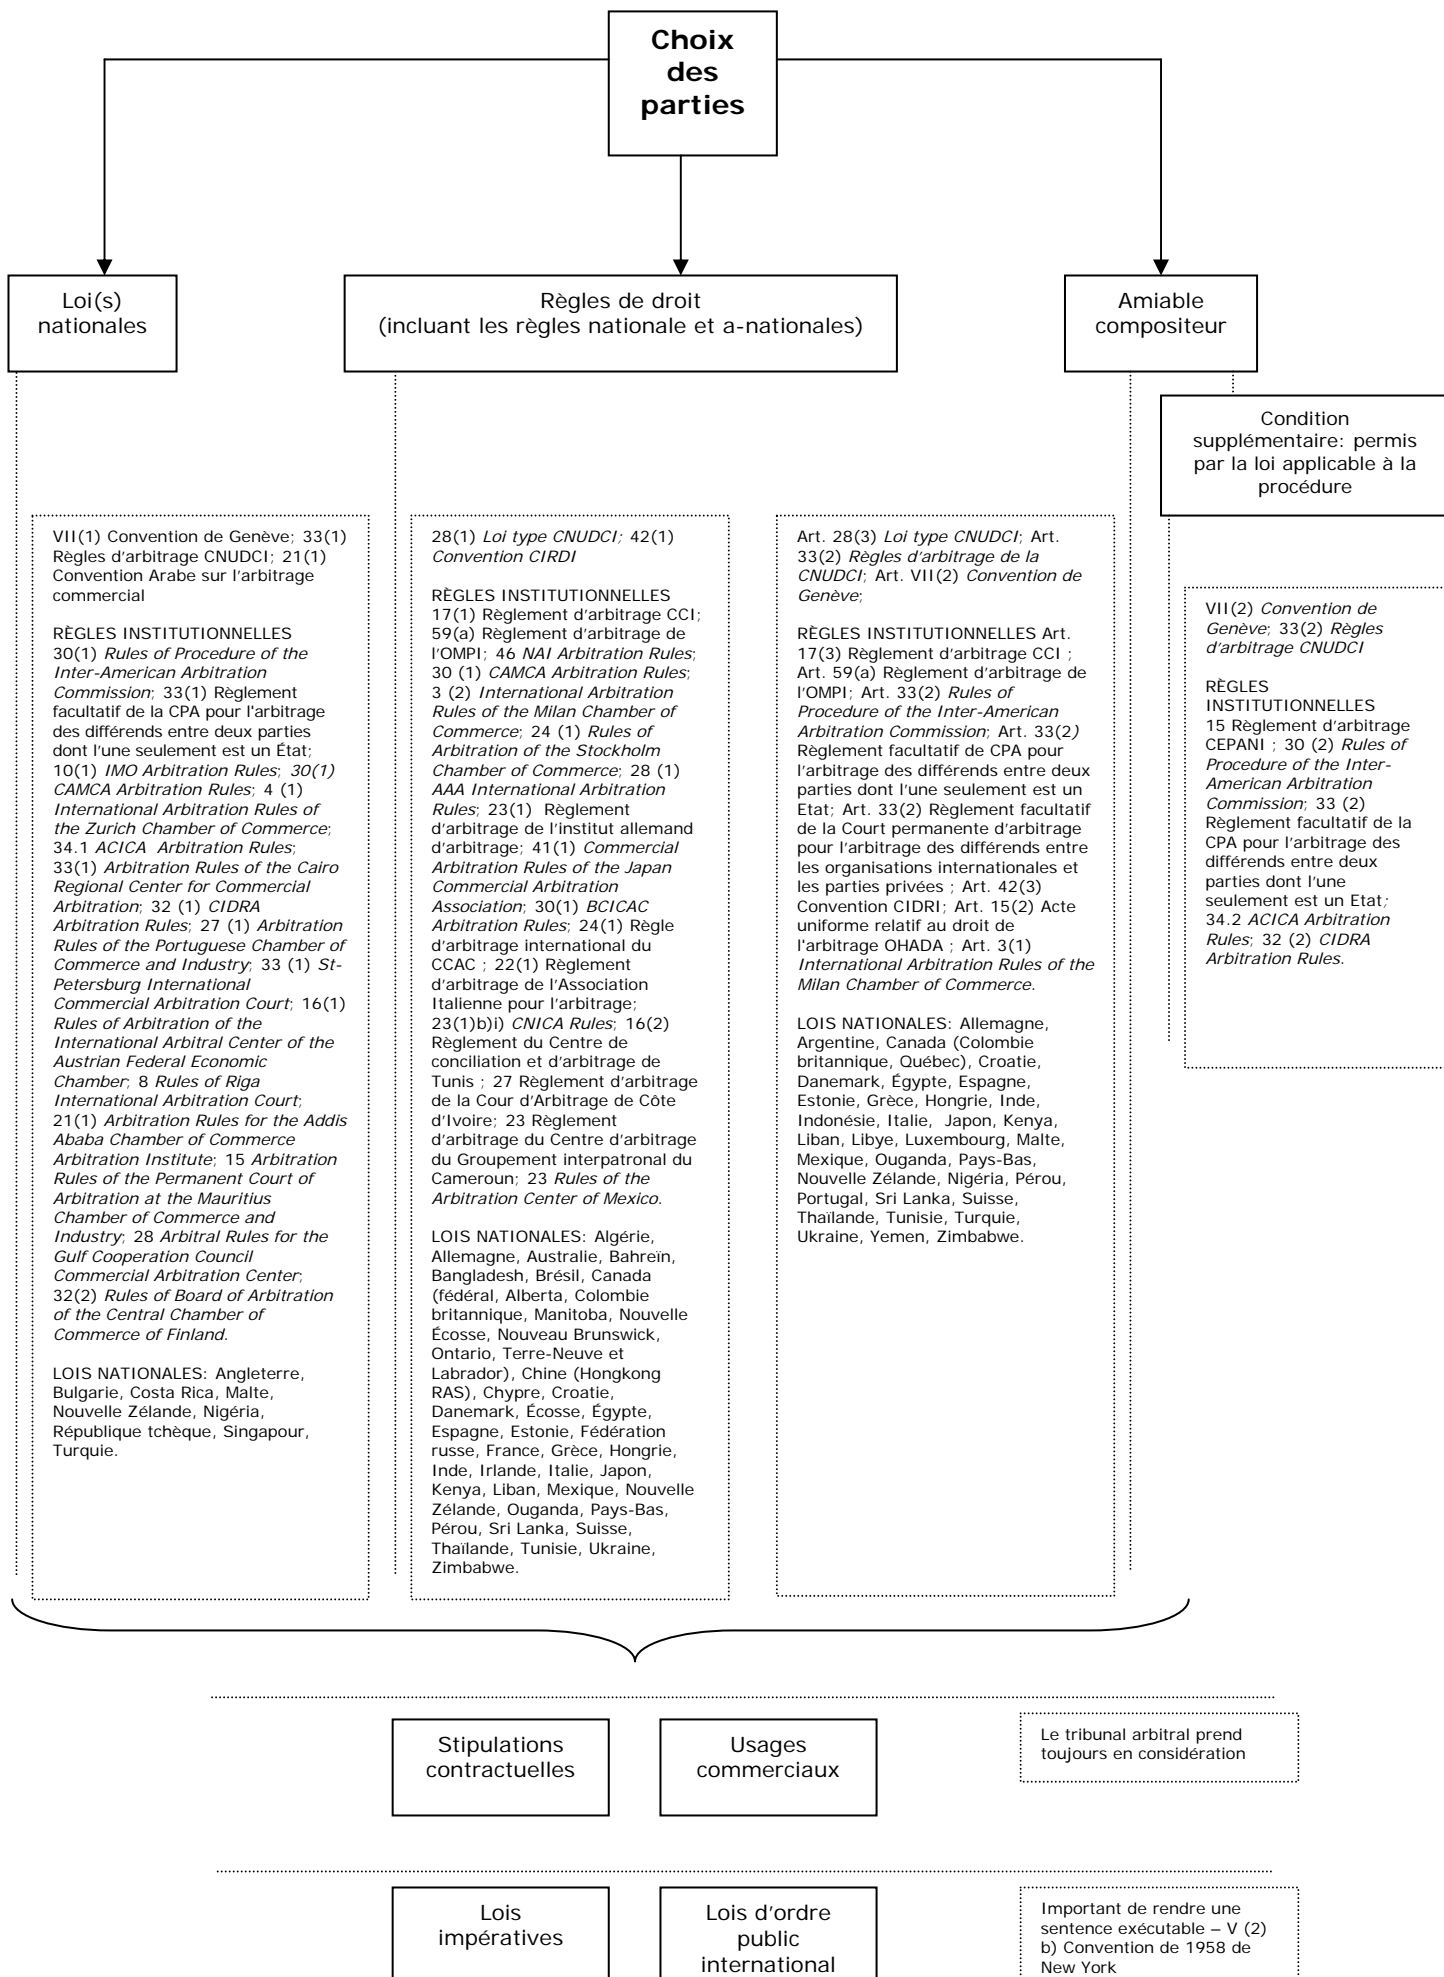 Choix
des
parties
Loi(s)
nationales
Règles de droit
(incluant les règles nationale et a-nationales)
Amiable
compositeur
Condition
supplémentaire: permis
par la loi applicable à la
procédure
VII(1) Convention de Genève; 33(1)
Règles d'arbitrage CNUDCI; 21(1)
Convention Arabe sur l'arbitrage
commercial
RÈGLES INSTITUTIONNELLES
30(1) Rules of Procedure of the
Inter-American Arbitration
Commission; 33(1) Règlement
facultatif de la CPA pour l'arbitrage
des différends entre deux parties
dont l'une seulement est un État;
10(1) IMO Arbitration Rules; 30(1)
CAMCA Arbitration Rules; 4 (1)
International Arbitration Rules of
the Zurich Chamber of Commerce;
34.1 ACICA Arbitration Rules;
33(1) Arbitration Rules of the Cairo
Regional Center for Commercial
Arbitration; 32 (1) CIDRA
Arbitration Rules; 27 (1) Arbitration
Rules of the Portuguese Chamber of
Commerce and Industry; 33 (1) St-
Petersburg International
Commercial Arbitration Court; 16(1)
Rules of Arbitration of the
International Arbitral Center of the
Austrian Federal Economic
Chamber; 8 Rules of Riga
International Arbitration Court;
21(1) Arbitration Rules for the Addis
Ababa Chamber of Commerce
Arbitration Institute; 15 Arbitration
Rules of the Permanent Court of
Arbitration at the Mauritius
Chamber of Commerce and
Industry; 28 Arbitral Rules for the
Gulf Cooperation Council
Commercial Arbitration Center;
32(2) Rules of Board of Arbitration
of the Central Chamber of
Commerce of Finland.
LOIS NATIONALES: Angleterre,
Bulgarie, Costa Rica, Malte,
Nouvelle Zélande, Nigéria,
République tchèque, Singapour,
Turquie.
28(1) Loi type CNUDCI; 42(1)
Convention CIRDI
RÈGLES INSTITUTIONNELLES
17(1) Règlement d'arbitrage CCI;
59(a) Règlement d'arbitrage de
l'OMPI; 46 NAI Arbitration Rules;
30 (1) CAMCA Arbitration Rules;
3 (2) International Arbitration
Rules of the Milan Chamber of
Commerce; 24 (1) Rules of
Arbitration of the Stockholm
Chamber of Commerce; 28 (1)
AAA International Arbitration
Rules; 23(1) Règlement
d'arbitrage de l'institut allemand
d'arbitrage; 41(1) Commercial
Arbitration Rules of the Japan
Commercial Arbitration
Association; 30(1) BCICAC
Arbitration Rules; 24(1) Règle
d'arbitrage international du
CCAC ; 22(1) Règlement
d'arbitrage de l'Association
Italienne pour l'arbitrage;
23(1)b)i) CNICA Rules; 16(2)
Règlement du Centre de
conciliation et d'arbitrage de
Tunis ; 27 Règlement d'arbitrage
de la Cour d'Arbitrage de Côte
d'Ivoire; 23 Règlement
d'arbitrage du Centre d'arbitrage
du Groupement interpatronal du
Cameroun; 23 Rules of the
Arbitration Center of Mexico.
LOIS NATIONALES: Algérie,
Allemagne, Australie, Bahreïn,
Bangladesh, Brésil, Canada
(fédéral, Alberta, Colombie
britannique, Manitoba, Nouvelle
Écosse, Nouveau Brunswick,
Ontario, Terre-Neuve et
Labrador), Chine (Hongkong
RAS), Chypre, Croatie,
Danemark, Écosse, Égypte,
Espagne, Estonie, Fédération
russe, France, Grèce, Hongrie,
Inde, Irlande, Italie, Japon,
Kenya, Liban, Mexique, Nouvelle
Zélande, Ouganda, Pays-Bas,
Pérou, Sri Lanka, Suisse,
Thaïlande, Tunisie, Ukraine,
Zimbabwe.
Art. 28(3) Loi type CNUDCI; Art.
33(2) Règles d'arbitrage de la
CNUDCI; Art. VII(2) Convention de
Genève;
RÈGLES INSTITUTIONNELLES Art.
17(3) Règlement d'arbitrage CCI ;
Art. 59(a) Règlement d'arbitrage de
l'OMPI; Art. 33(2) Rules of
Procedure of the Inter-American
Arbitration Commission; Art. 33(2)
Règlement facultatif de CPA pour
l'arbitrage des différends entre deux
parties dont l'une seulement est un
Etat; Art. 33(2) Règlement facultatif
de la Court permanente d'arbitrage
pour l'arbitrage des différends entre
les organisations internationales et
les parties privées ; Art. 42(3)
Convention CIDRI; Art. 15(2) Acte
uniforme relatif au droit de
l'arbitrage OHADA ; Art. 3(1)
International Arbitration Rules of the
Milan Chamber of Commerce.
LOIS NATIONALES: Allemagne,
Argentine, Canada (Colombie
britannique, Québec), Croatie,
Danemark, Égypte, Espagne,
Estonie, Grèce, Hongrie, Inde,
Indonésie, Italie, Japon, Kenya,
Liban, Libye, Luxembourg, Malte,
Mexique, Ouganda, Pays-Bas,
Nouvelle Zélande, Nigéria, Pérou,
Portugal, Sri Lanka, Suisse,
Thaïlande, Tunisie, Turquie,
Ukraine, Yemen, Zimbabwe.
VII(2) Convention de
Genève; 33(2) Règles
d'arbitrage CNUDCI
RÈGLES
INSTITUTIONNELLES
15 Règlement d'arbitrage
CEPANI ; 30 (2) Rules of
Procedure of the Inter-
American Arbitration
Commission; 33 (2)
Règlement facultatif de la
CPA pour l'arbitrage des
différends entre deux
parties dont l'une
seulement est un Etat;
34.2 ACICA Arbitration
Rules; 32 (2) CIDRA
Arbitration Rules.
Stipulations
contractuelles
Usages
commerciaux
Le tribunal arbitral prend
toujours en considération
Lois
impératives
Lois d'ordre
public
international
Important de rendre une
sentence exécutable – V (2)
b) Convention de 1958 de
New York